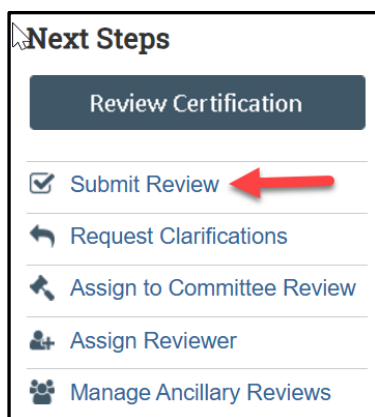 Next Steps
Review Certification
Submit Review
Request Clarifications
Assign to Committee Review
Assign Reviewer
Manage Ancillary Reviews